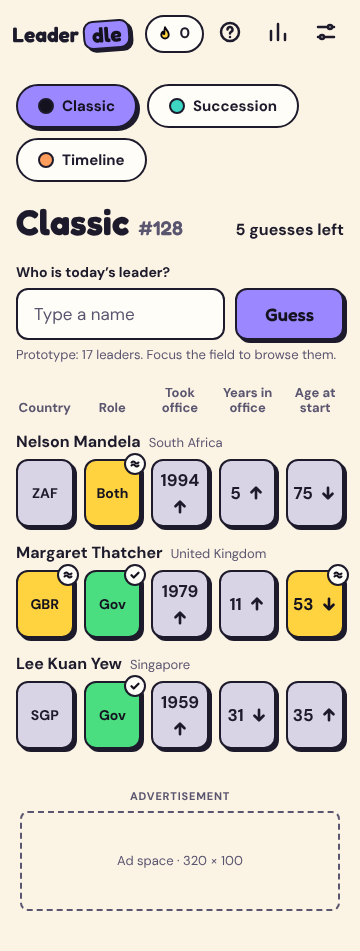 Leader dle 0
Classic
Succession
Timeline
Classic #128 5 guesses left
Who is today's leader?
Type a name Guess
Prototype: 17 leaders. Focus the field to browse them.
Country Role Took office Years in office Age at start
Nelson Mandela South Africa
ZAF Both 1994 ↑ 5 ↑ 75 ↓
Margaret Thatcher United Kingdom
GBR Gov 1979 ↑ 11 ↑ 53 ↓
Lee Kuan Yew Singapore
SGP Gov 1959 ↑ 31 ↓ 35 ↑
ADVERTISEMENT
Ad space · 320 × 100